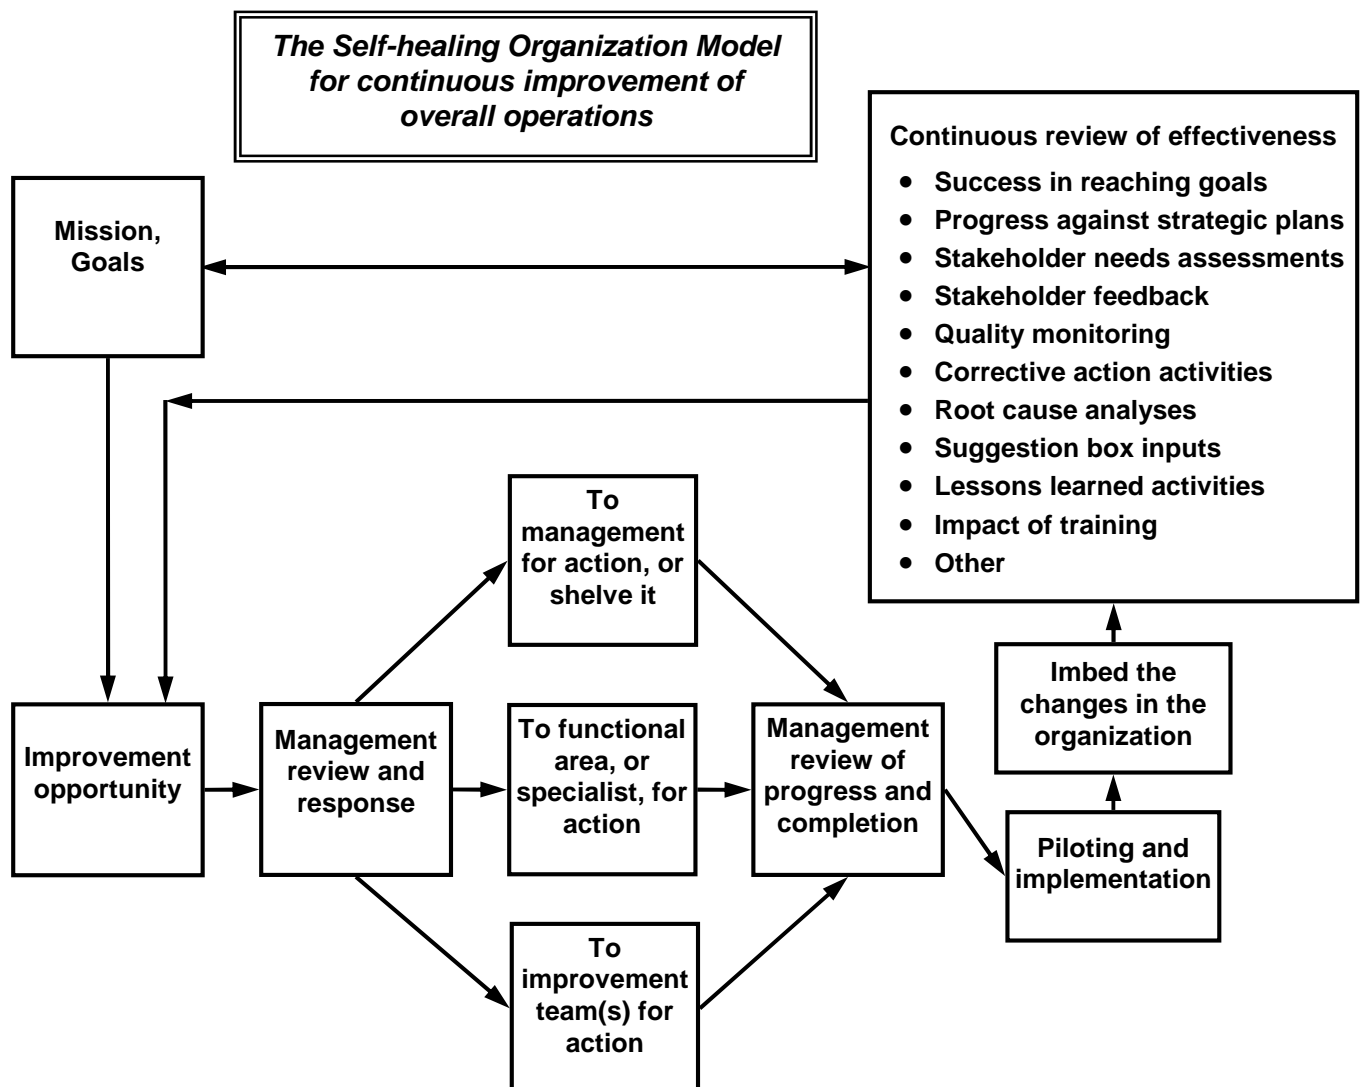 The Self-healing Organization Model
for continuous improvement of
overall operations
Mission,
Goals
Continuous review of effectiveness
• Success in reaching goals
• Progress against strategic plans
• Stakeholder needs assessments
• Stakeholder feedback
• Quality monitoring
• Corrective action activities
• Root cause analyses
• Suggestion box inputs
• Lessons learned activities
• Impact of training
• Other
Improvement
opportunity
Management
review and
response
To
management
for action, or
shelve it
To functional
area, or
specialist, for
action
To
improvement
team(s) for
action
Management
review of
progress and
completion
Piloting and
implementation
Imbed the
changes in the
organization